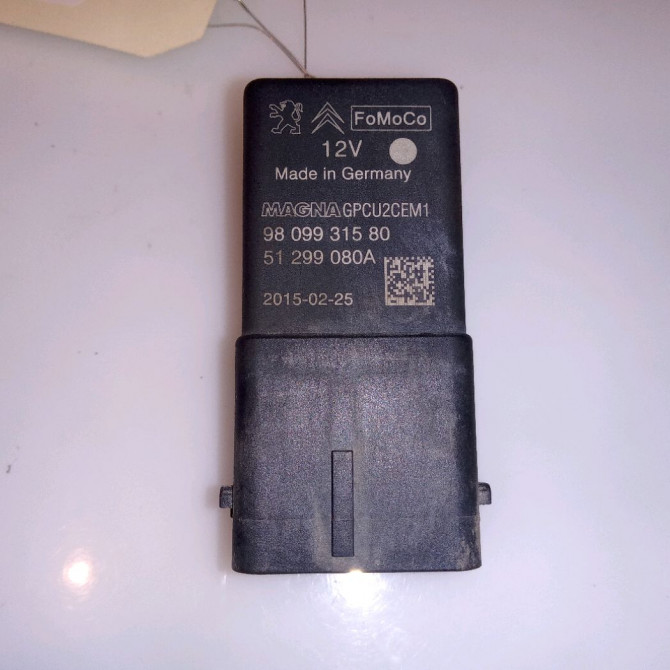 FoMoCo
12V
Made in Germany
MAGNA GPCU2CEM1
98 099 315 80
51 299 080A
2015-02-25